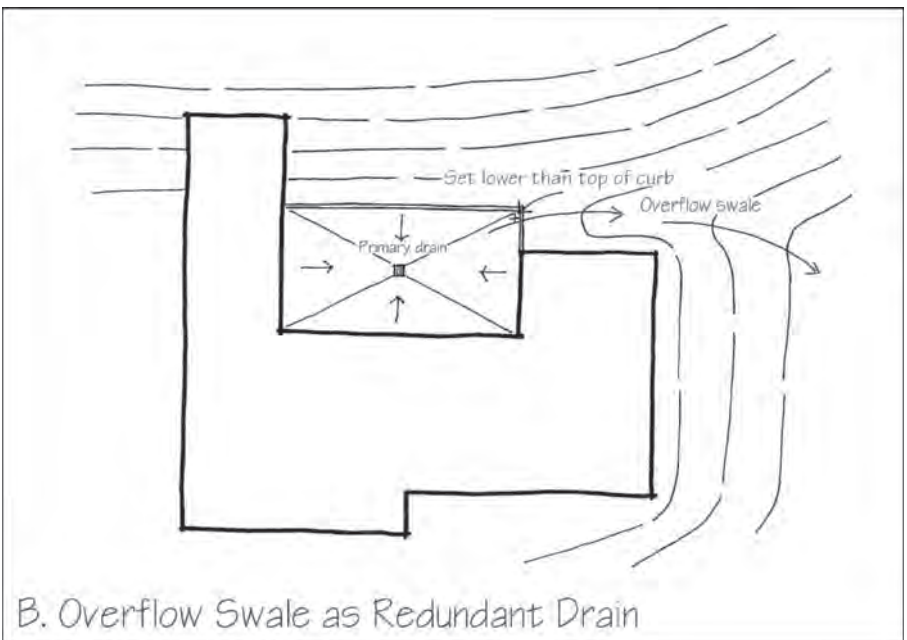 Set lower than top of curb
Overflow swale
Primary drain
B. Overflow Swale as Redundant Drain